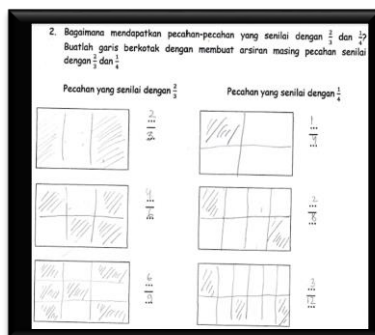 2. Bagaimana mendapatkan pecahan-pecahan yang senilai dengan 2/3 dan 1/4?
Buatlah garis berkotak dengan membuat arsiran masing pecahan senilai
dengan 2/3 dan 1/4
Pecahan yang senilai dengan 2/3 Pecahan yang senilai dengan 1/4
2/3 1/4
4/6 2/8
6/9 3/12